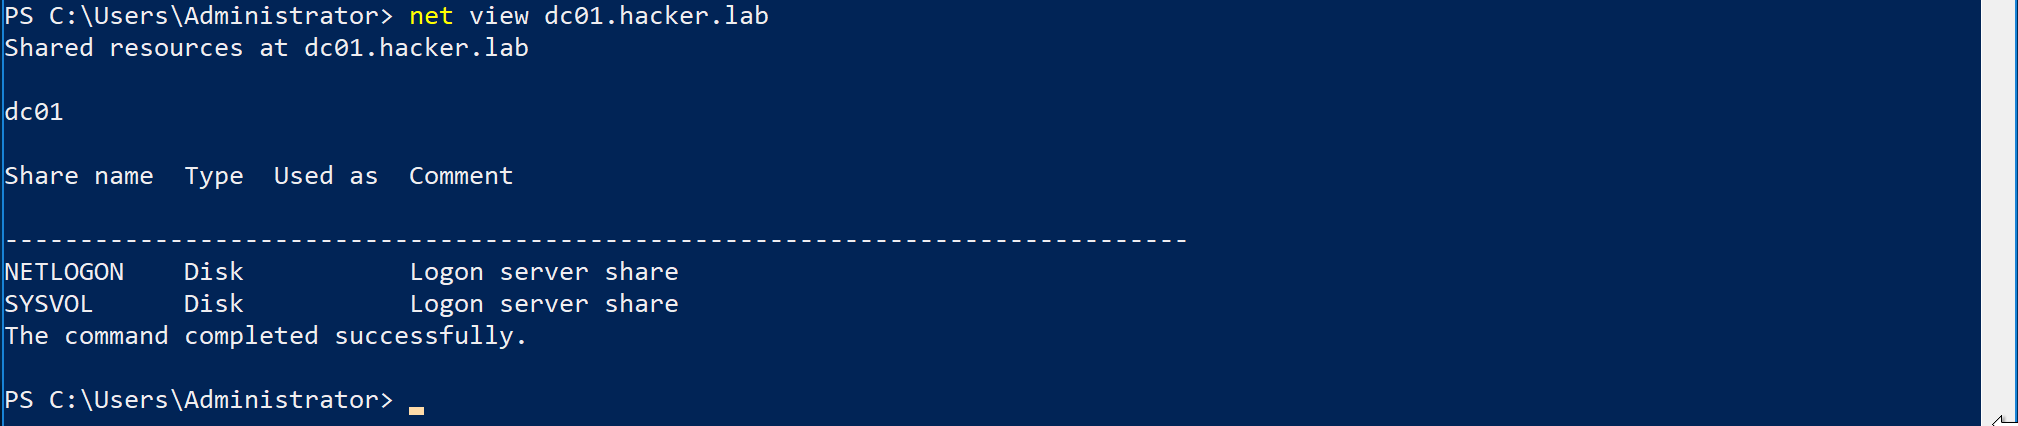 PS C:\Users\Administrator> net view dc01.hacker.lab
Shared resources at dc01.hacker.lab
dc01
Share name  Type  Used as  Comment
-------------------------------------------------------------------------------
NETLOGON    Disk           Logon server share
SYSVOL      Disk           Logon server share
The command completed successfully.
PS C:\Users\Administrator>